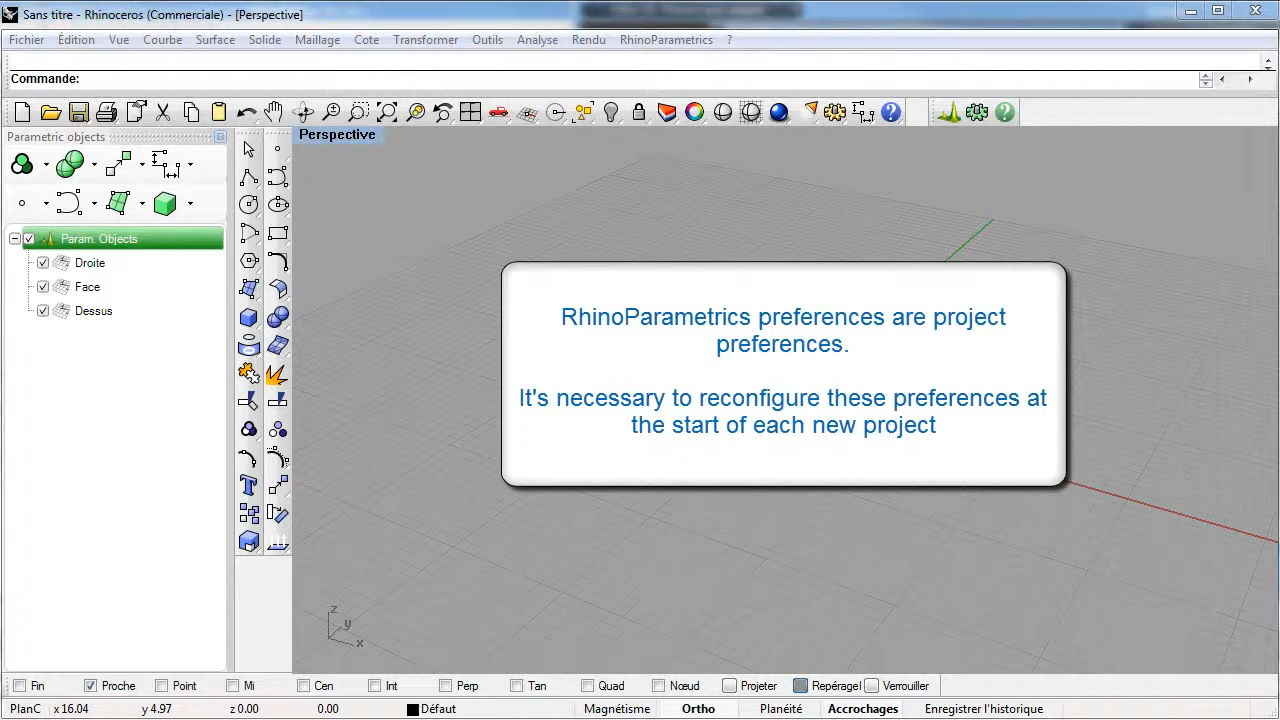 Sans titre - Rhinoceros (Commerciale) - [Perspective]
Fichier Édition Vue Courbe Surface Solide Maillage Cote Transformer Outils Analyse Rendu RhinoParametrics ?
Commande:
Parametric objects
Perspective
Param. Objects
Droite
Face
Dessus
RhinoParametrics preferences are project
preferences.
It's necessary to reconfigure these preferences at
the start of each new project
z
y
x
Fin Proche Point Mi Cen Int Perp Tan Quad Nœud Projeter Repéragel Verrouiller
PlanC x 16.04 y 4.97 z 0.00 0.00 Défaut Magnétisme Ortho Planéité Accrochages Enregistrer l'historique